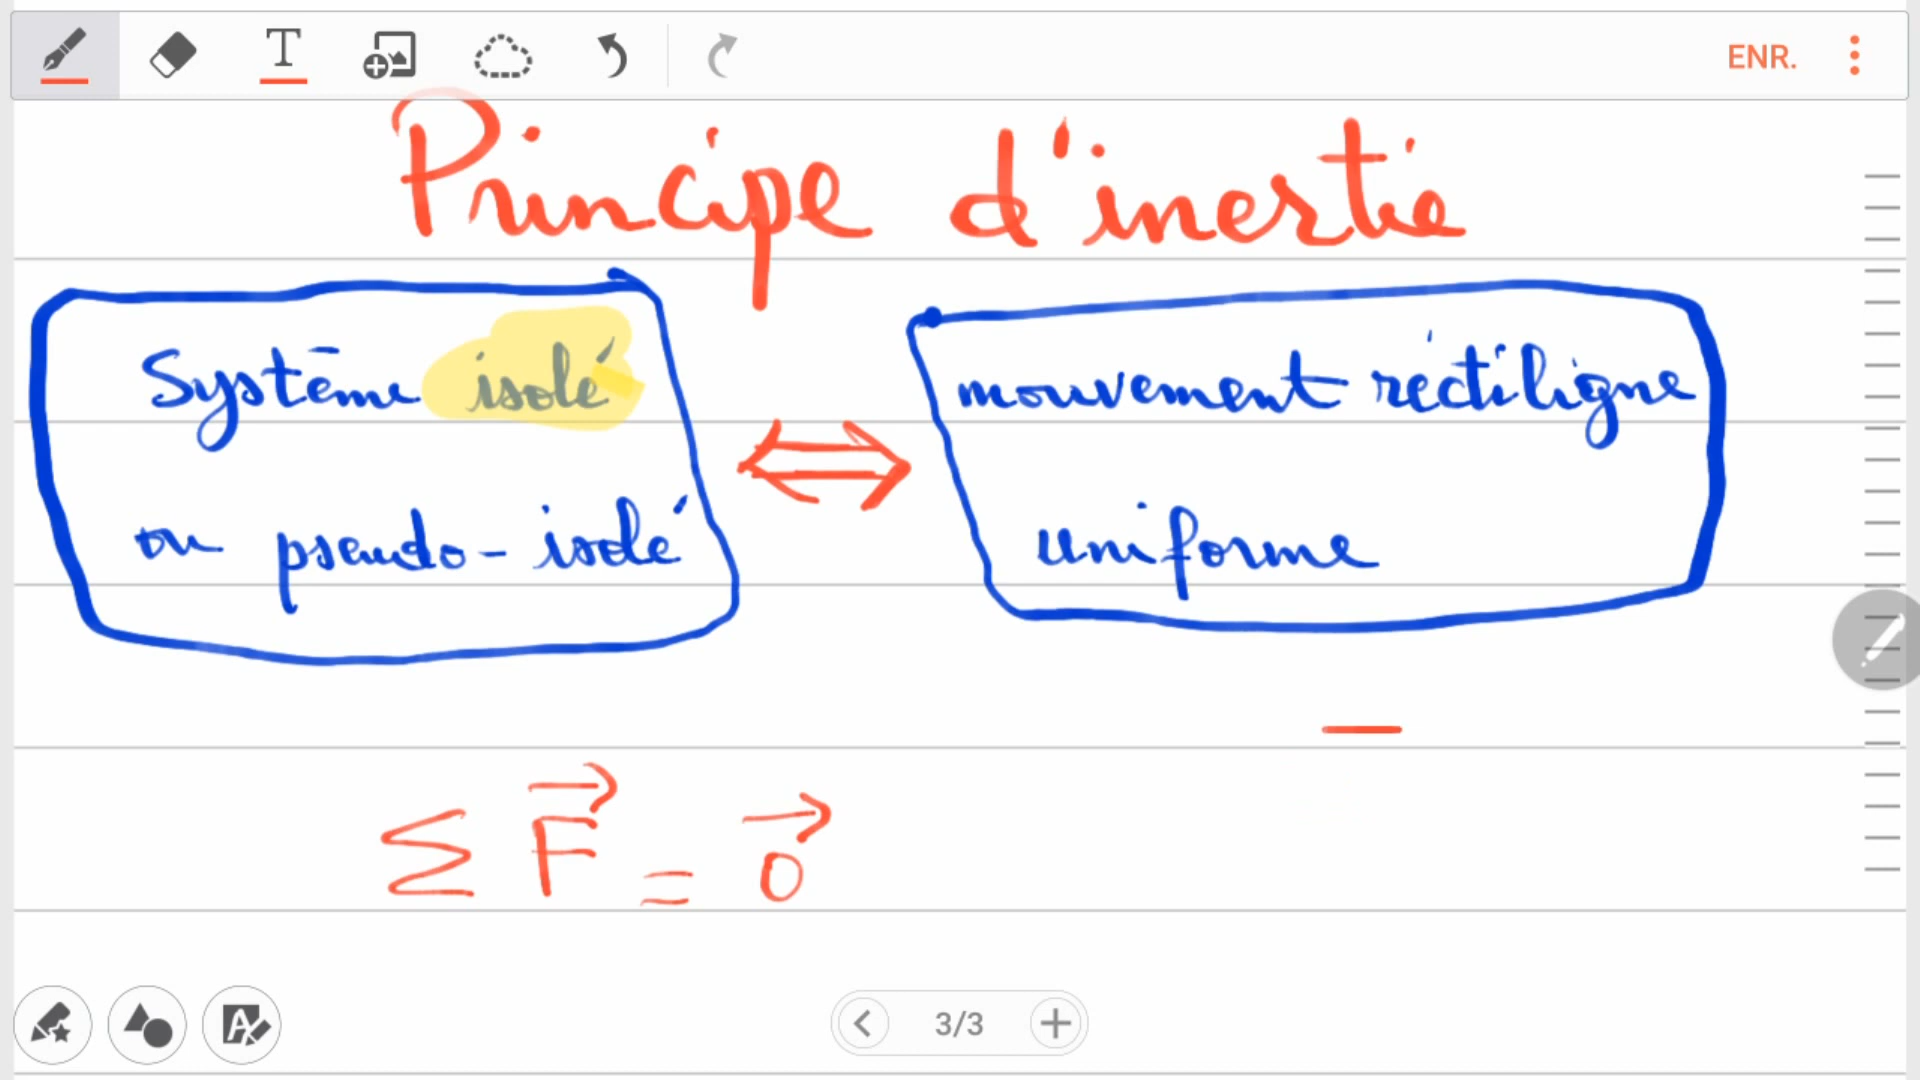 T
ENR.
Principe d'inertie
Système isolé
ou pseudo-isolé
mouvement rectiligne
uniforme
Σ F⃗ = 0⃗
3/3